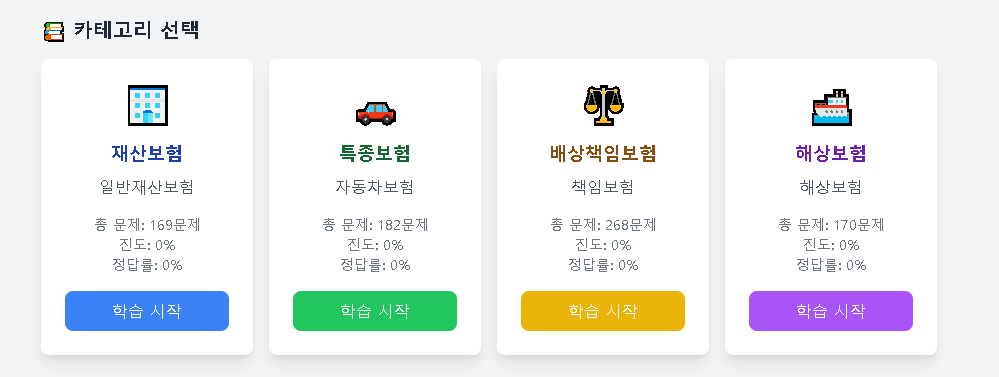 카테고리 선택
재산보험
일반재산보험
총 문제: 169문제
진도: 0%
정답률: 0%
학습 시작
특종보험
자동차보험
총 문제: 182문제
진도: 0%
정답률: 0%
학습 시작
배상책임보험
책임보험
총 문제: 268문제
진도: 0%
정답률: 0%
학습 시작
해상보험
해상보험
총 문제: 170문제
진도: 0%
정답률: 0%
학습 시작